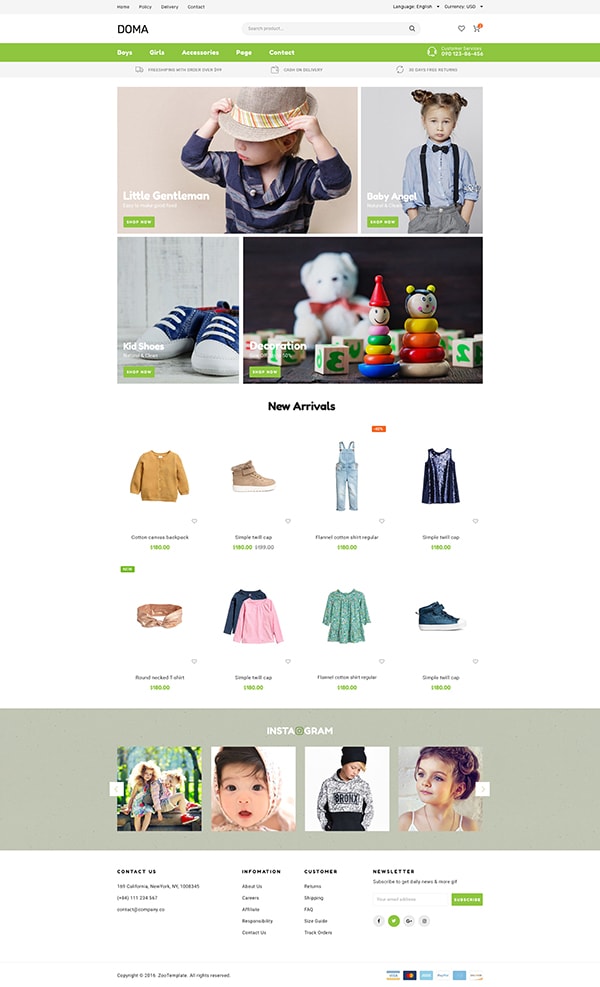 Home Policy Delivery Contact Language: English Currency: USD
DOMA Search product...
Boys Girls Accessories Page Contact
Customer Services
090 123-86-456
FREESHIPING WITH ORDER OVER $99 CASH ON DELIVERY 30 DAYS FREE RETURNS
Little Gentleman
Easy to make good food
SHOP NOW
Baby Angel
Natural & Clean
SHOP NOW
Kid Shoes
Natural & Clean
SHOP NOW
Decoration
50%
SHOP NOW
New Arrivals
-40%
Cotton canvas backpack Simple twill cap Flannel cotton shirt regular Simple twill cap
$180.00 $180.00 $199.00 $180.00 $180.00
NEW
Round necked T-shirt Simple twill cap Flannel cotton shirt regular Simple twill cap
$180.00 $180.00 $180.00 $180.00
INSTAGRAM
BRONX
CONTACT US
169 California, NewYork, NY, 1008345
(+84) 111 234 567
contact@company.co
INFOMATION
About Us
Careers
Affiliate
Responsibility
Contact Us
CUSTOMER
Returns
Shipping
FAQ
Size Guide
Track Orders
NEWSLETTER
Subscribe to get daily news & more gif
Your email address SUBSCRIBE
Copyright © 2016 ZooTemplate. All rights reserved.